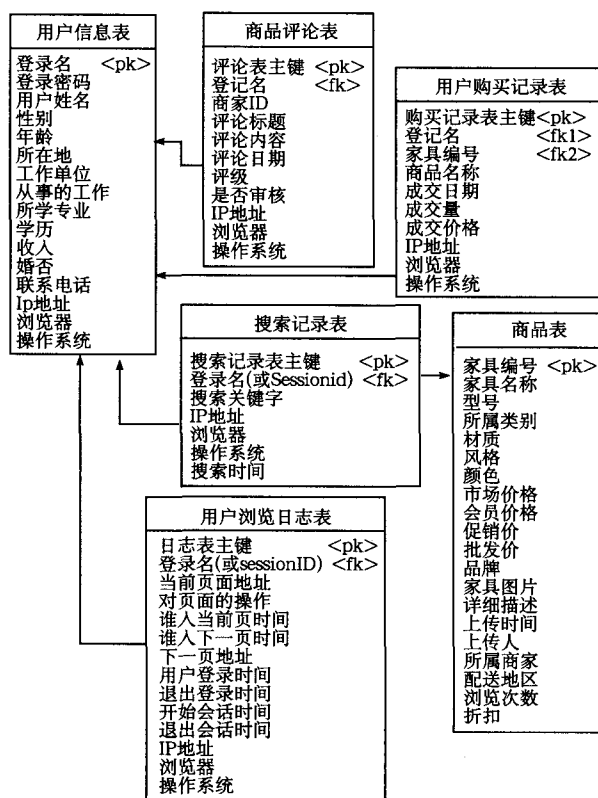 用户信息表
登录名 <pk>
登录密码
用户姓名
性别
年龄
所在地
工作单位
从事的工作
所学专业
学历
收入
婚否
联系电话
Ip地址
浏览器
操作系统
商品评论表
评论表主键 <pk>
登记名 <fk>
商家ID
评论标题
评论内容
评论日期
评级
是否审核
IP地址
浏览器
操作系统
用户购买记录表
购买记录表主键<pk>
登记名 <fk1>
家具编号 <fk2>
商品名称
成交日期
成交量
成交价格
IP地址
浏览器
操作系统
搜索记录表
搜索记录表主键 <pk>
登录名(或Sessionid) <fk>
搜索关键字
IP地址
浏览器
操作系统
搜索时间
商品表
家具编号 <pk>
家具名称
型号
所属类别
材质
风格
颜色
市场价格
会员价格
促销价
批发价
品牌
家具图片
详细描述
上传时间
上传人
所属商家
配送地区
浏览次数
折扣
用户浏览日志表
日志表主键 <pk>
登录名(或sessionID) <fk>
当前页面地址
对页面的操作
谁入当前页时间
谁入下一页时间
下一页地址
用户登录时间
退出登录时间
开始会话时间
退出会话时间
IP地址
浏览器
操作系统